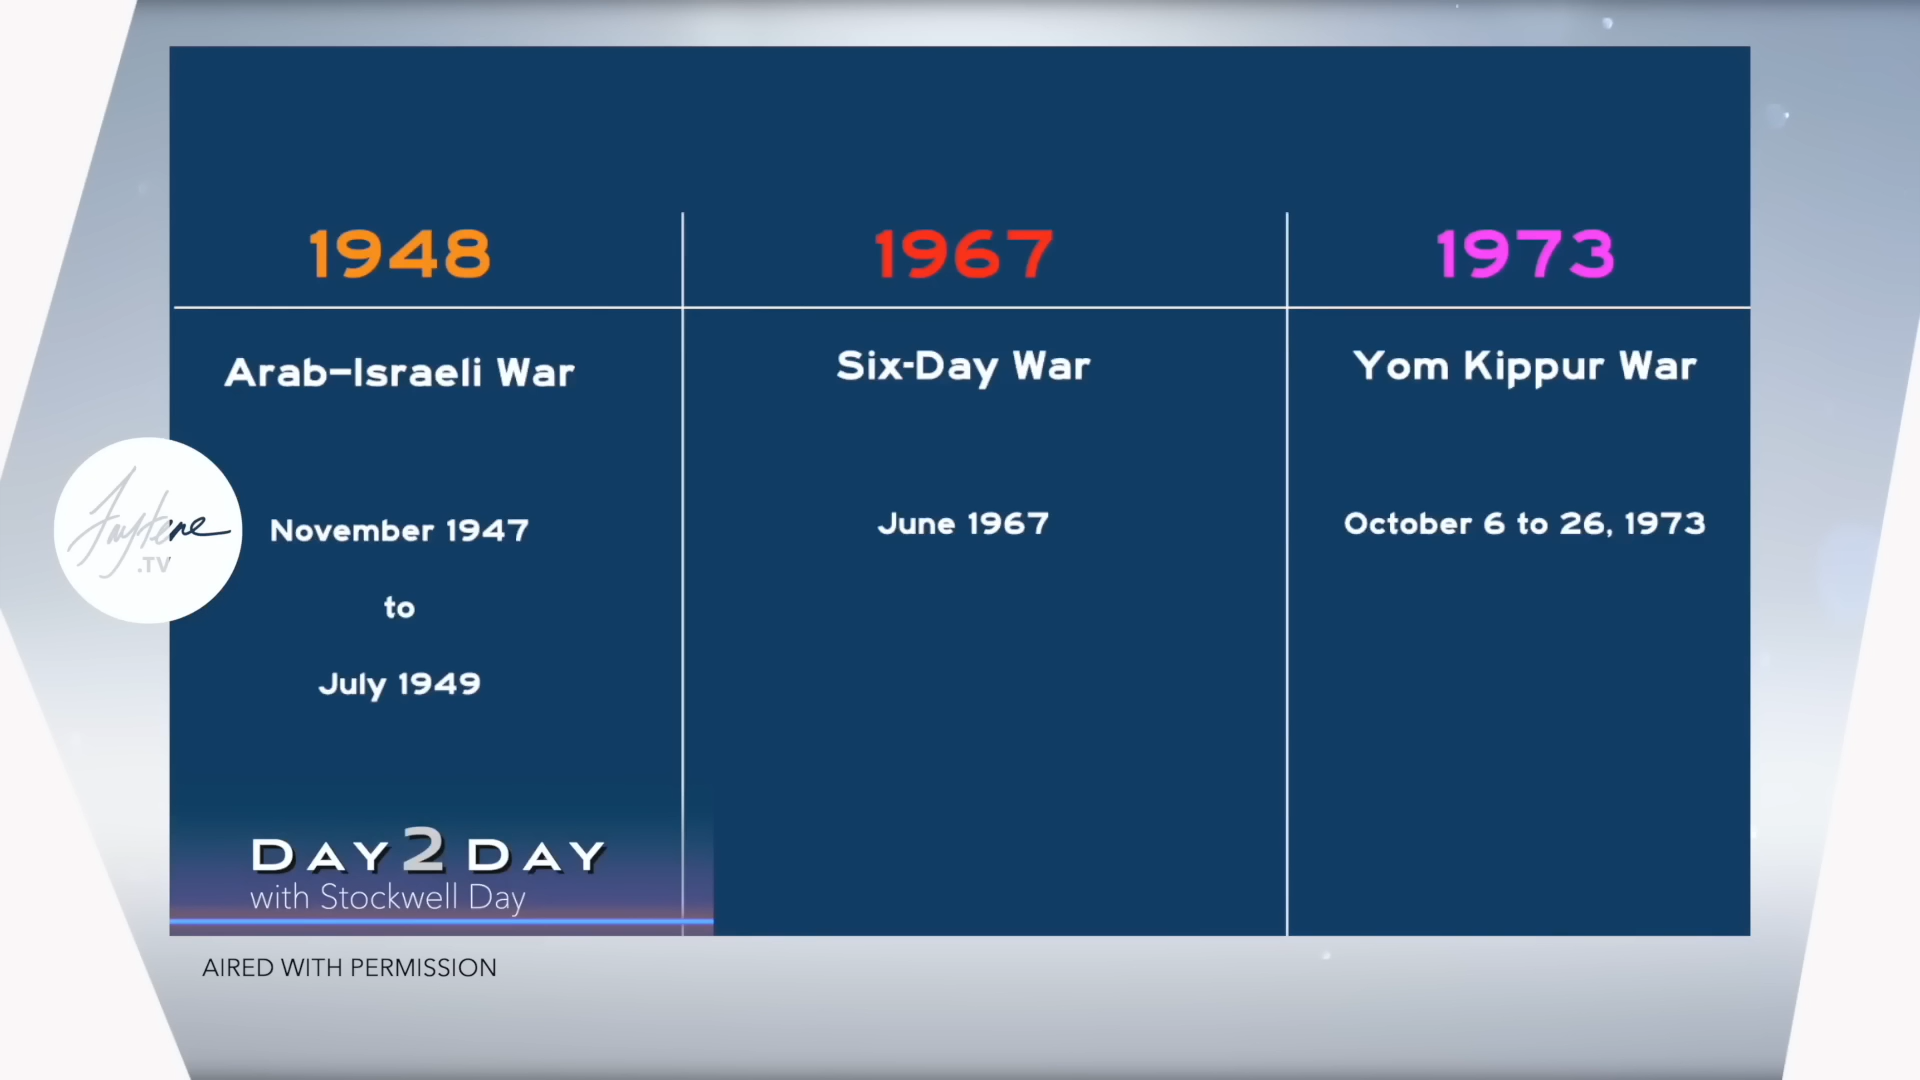 1948
1967
1973
Arab-Israeli War
Six-Day War
Yom Kippur War
November 1947
to
July 1949
June 1967
October 6 to 26, 1973
Faytene
.TV
DAY 2 DAY
with Stockwell Day
AIRED WITH PERMISSION